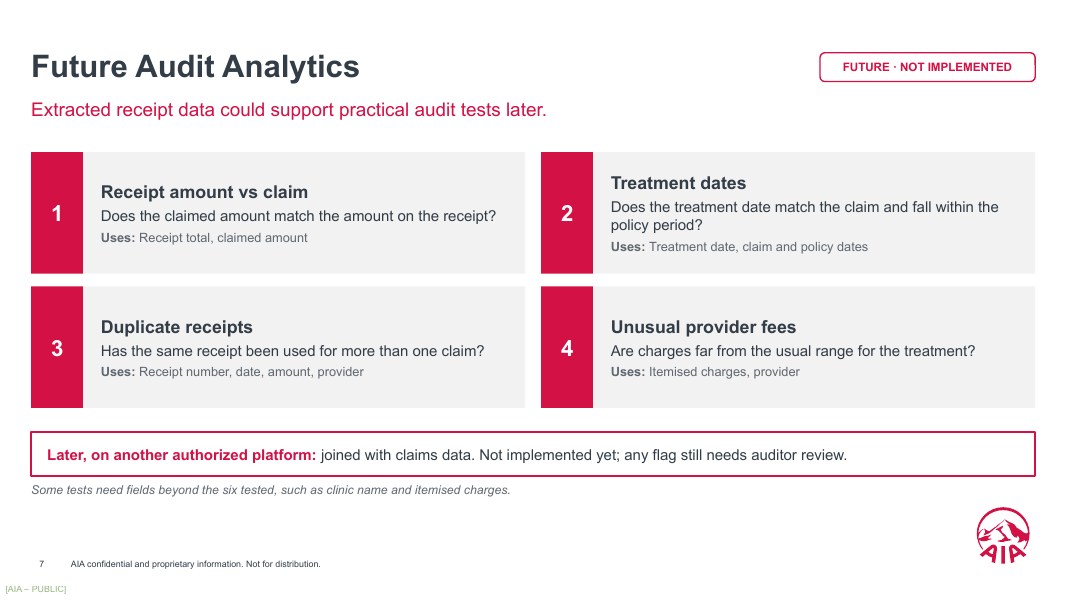 Future Audit Analytics
FUTURE · NOT IMPLEMENTED
Extracted receipt data could support practical audit tests later.
1
Receipt amount vs claim
Does the claimed amount match the amount on the receipt?
Uses: Receipt total, claimed amount
2
Treatment dates
Does the treatment date match the claim and fall within the
policy period?
Uses: Treatment date, claim and policy dates
3
Duplicate receipts
Has the same receipt been used for more than one claim?
Uses: Receipt number, date, amount, provider
4
Unusual provider fees
Are charges far from the usual range for the treatment?
Uses: Itemised charges, provider
Later, on another authorized platform: joined with claims data. Not implemented yet; any flag still needs auditor review.
Some tests need fields beyond the six tested, such as clinic name and itemised charges.
AIA
7
AIA confidential and proprietary information. Not for distribution.
[AIA – PUBLIC]